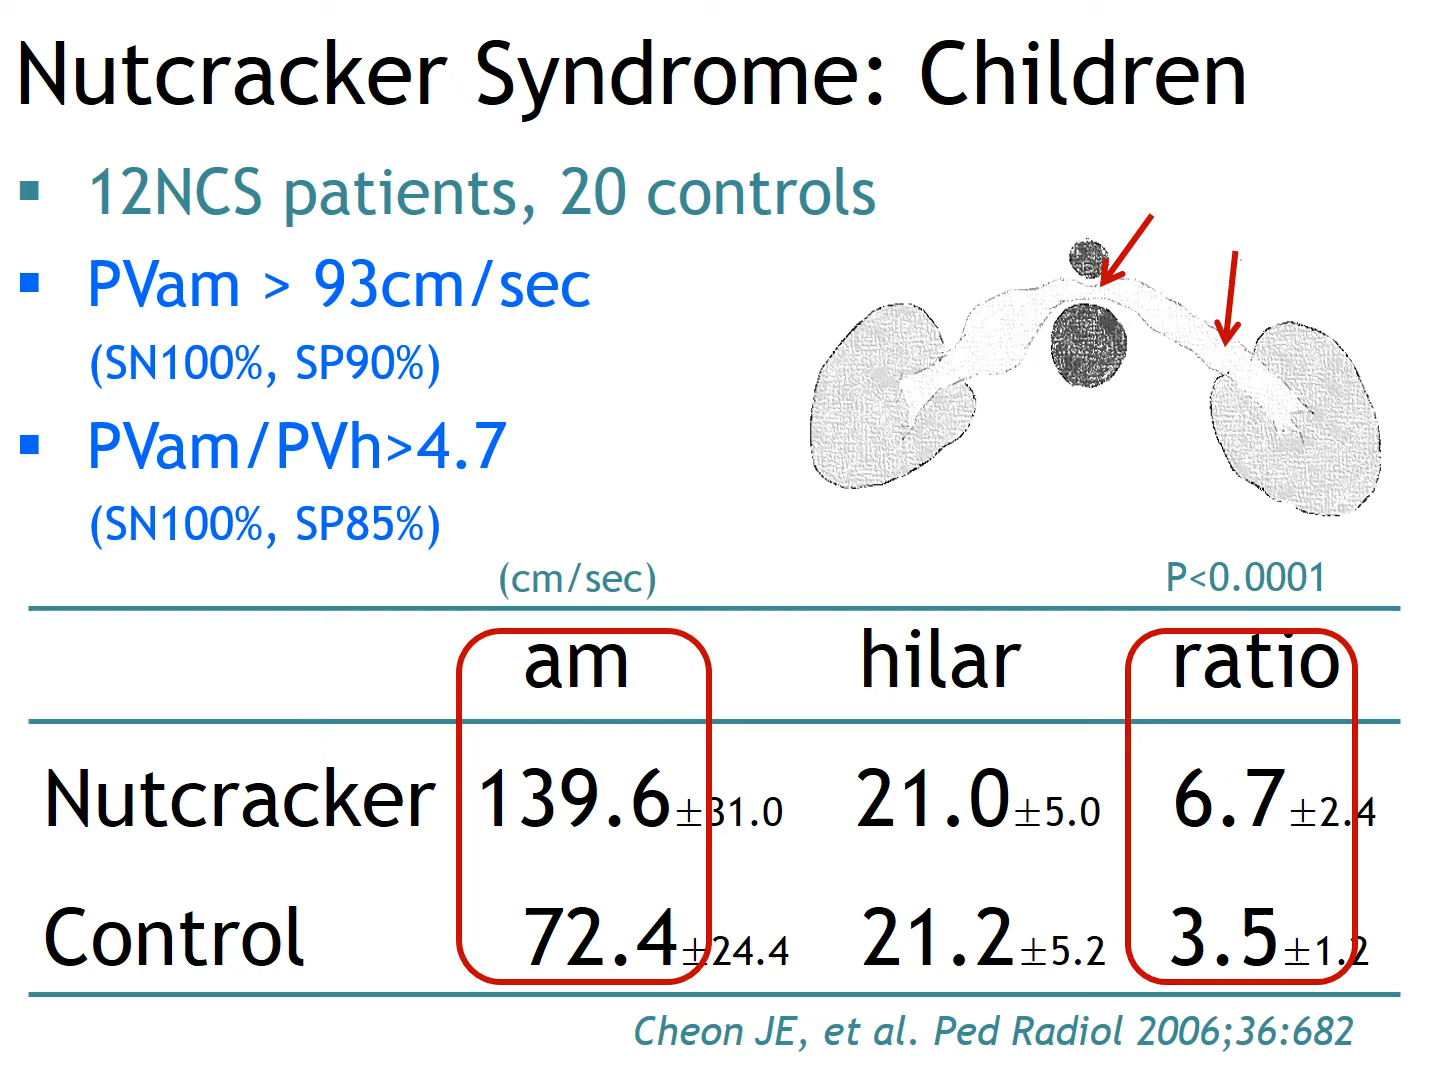 Nutcracker Syndrome: Children
▪ 12NCS patients, 20 controls
▪ PVam > 93cm/sec
(SN100%, SP90%)
▪ PVam/PVh>4.7
(SN100%, SP85%)
(cm/sec) P<0.0001
am hilar ratio
Nutcracker 139.6±31.0 21.0±5.0 6.7±2.4
Control 72.4±24.4 21.2±5.2 3.5±1.2
Cheon JE, et al. Ped Radiol 2006;36:682